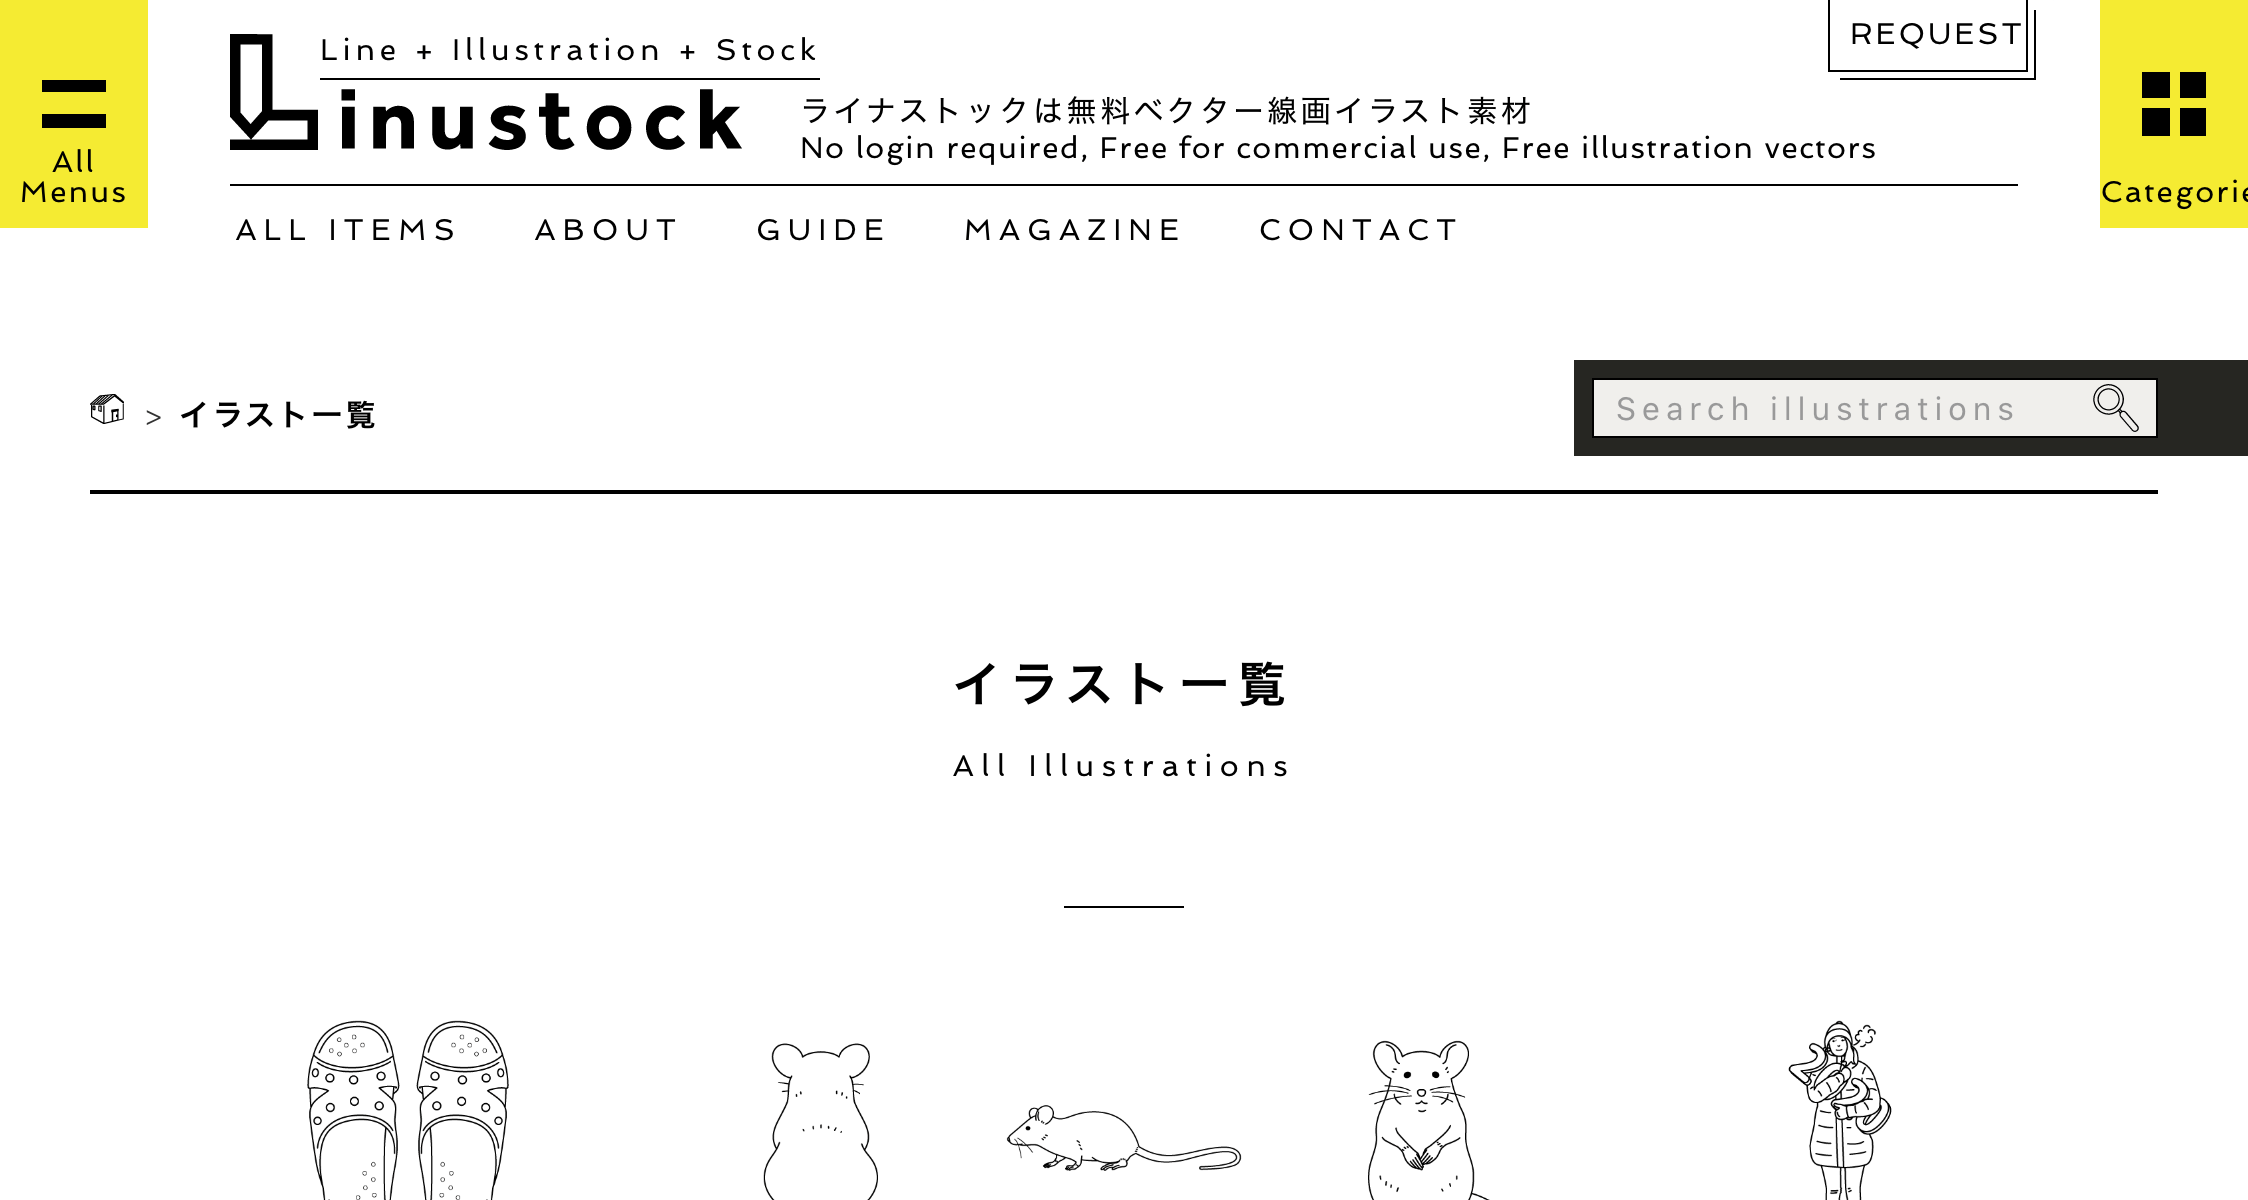 All
Menus
Line + Illustration + Stock
Linustock
ライナストックは無料ベクター線画イラスト素材
No login required, Free for commercial use, Free illustration vectors
REQUEST
Categorie
ALL ITEMS ABOUT GUIDE MAGAZINE CONTACT
> イラスト一覧
Search illustrations
イラスト一覧
All Illustrations